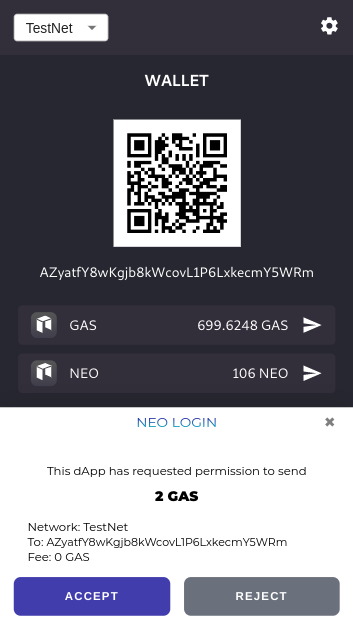 TestNet
WALLET
AZyatfY8wKgjb8kWcovL1P6LxkecmY5WRm
GAS 699.6248 GAS
NEO 106 NEO
NEO LOGIN
This dApp has requested permission to send
2 GAS
Network: TestNet
To: AZyatfY8wKgjb8kWcovL1P6LxkecmY5WRm
Fee: 0 GAS
ACCEPT REJECT